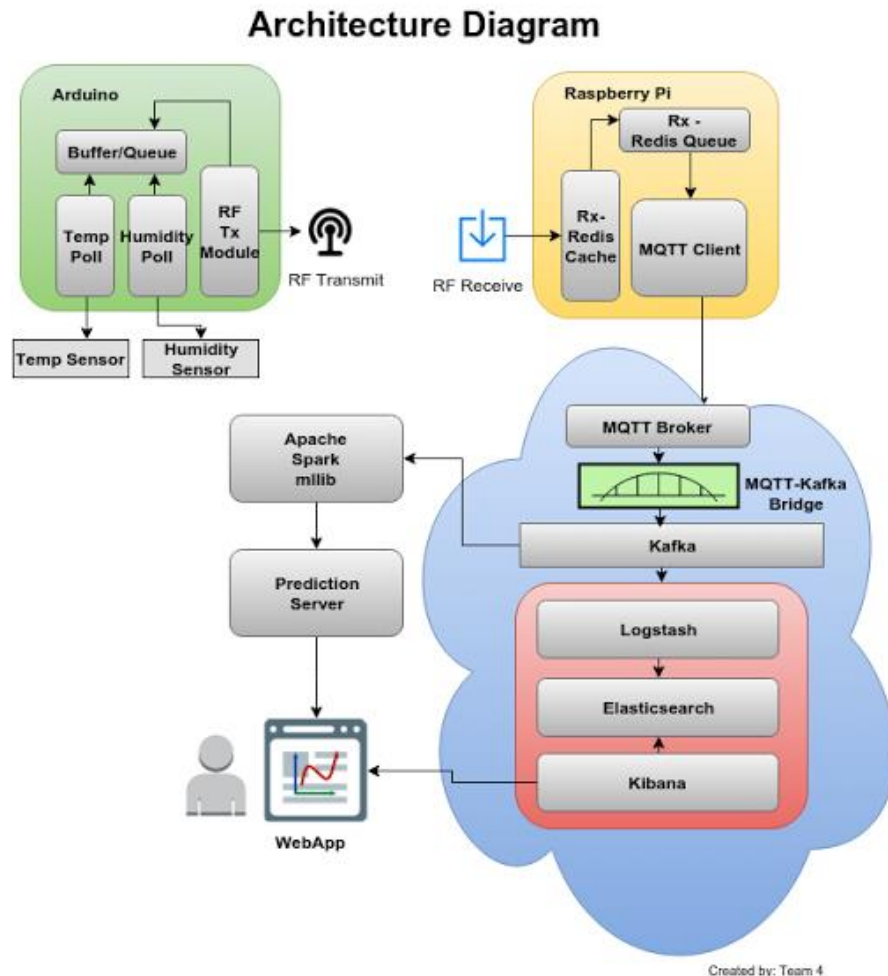 Architecture Diagram
Arduino
Buffer/Queue
Temp
Poll
Humidity
Poll
RF
Tx
Module
RF Transmit
Temp Sensor
Humidity
Sensor
Raspberry Pi
Rx -
Redis Queue
Rx-
Redis
Cache
MQTT Client
RF Receive
MQTT Broker
MQTT-Kafka
Bridge
Kafka
Apache
Spark
mllib
Prediction
Server
Logstash
Elasticsearch
Kibana
WebApp
Created by: Team 4